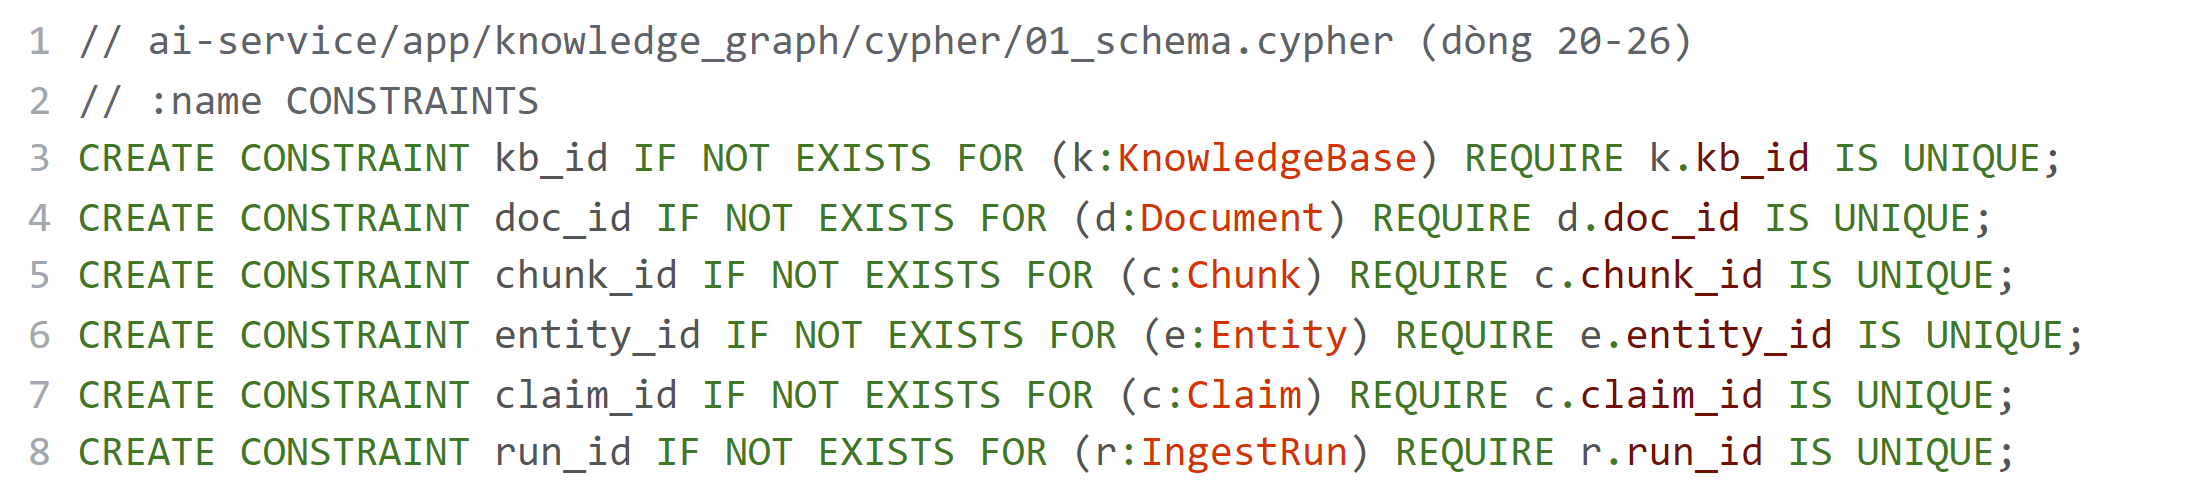 1 // ai-service/app/knowledge_graph/cypher/01_schema.cypher (dòng 20-26)
2 // :name CONSTRAINTS
3 CREATE CONSTRAINT kb_id IF NOT EXISTS FOR (k:KnowledgeBase) REQUIRE k.kb_id IS UNIQUE;
4 CREATE CONSTRAINT doc_id IF NOT EXISTS FOR (d:Document) REQUIRE d.doc_id IS UNIQUE;
5 CREATE CONSTRAINT chunk_id IF NOT EXISTS FOR (c:Chunk) REQUIRE c.chunk_id IS UNIQUE;
6 CREATE CONSTRAINT entity_id IF NOT EXISTS FOR (e:Entity) REQUIRE e.entity_id IS UNIQUE;
7 CREATE CONSTRAINT claim_id IF NOT EXISTS FOR (c:Claim) REQUIRE c.claim_id IS UNIQUE;
8 CREATE CONSTRAINT run_id IF NOT EXISTS FOR (r:IngestRun) REQUIRE r.run_id IS UNIQUE;